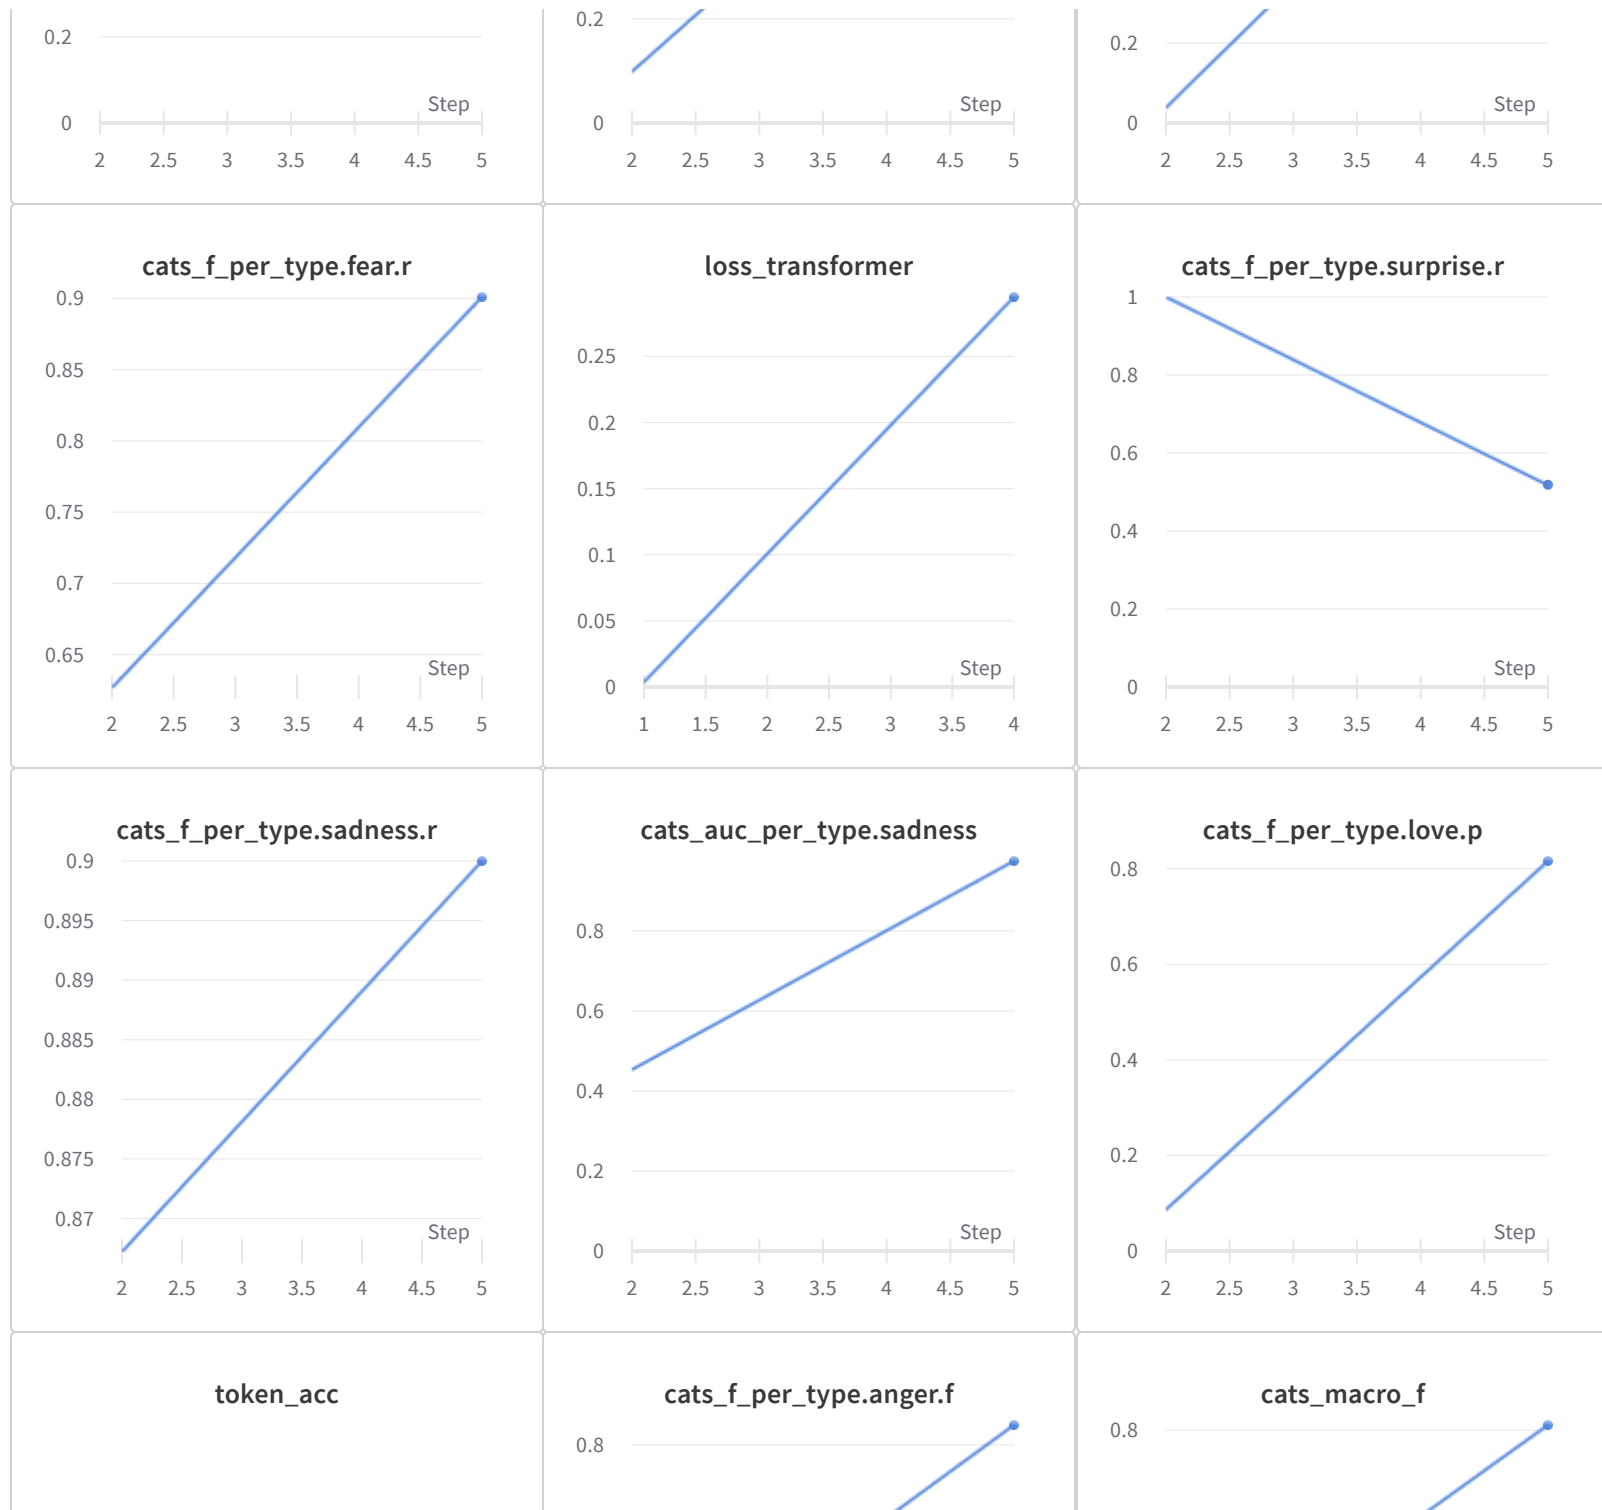 0.2
Step
0
2 2.5 3 3.5 4 4.5 5
0.2
Step
0
2 2.5 3 3.5 4 4.5 5
0.2
Step
0
2 2.5 3 3.5 4 4.5 5
cats_f_per_type.fear.r
0.9
0.85
0.8
0.75
0.7
0.65
Step
2 2.5 3 3.5 4 4.5 5
loss_transformer
0.25
0.2
0.15
0.1
0.05
Step
0
1 1.5 2 2.5 3 3.5 4
cats_f_per_type.surprise.r
1
0.8
0.6
0.4
0.2
Step
0
2 2.5 3 3.5 4 4.5 5
cats_f_per_type.sadness.r
0.9
0.895
0.89
0.885
0.88
0.875
0.87
Step
2 2.5 3 3.5 4 4.5 5
cats_auc_per_type.sadness
0.8
0.6
0.4
0.2
Step
0
2 2.5 3 3.5 4 4.5 5
cats_f_per_type.love.p
0.8
0.6
0.4
0.2
Step
0
2 2.5 3 3.5 4 4.5 5
token_acc
cats_f_per_type.anger.f
0.8
cats_macro_f
0.8